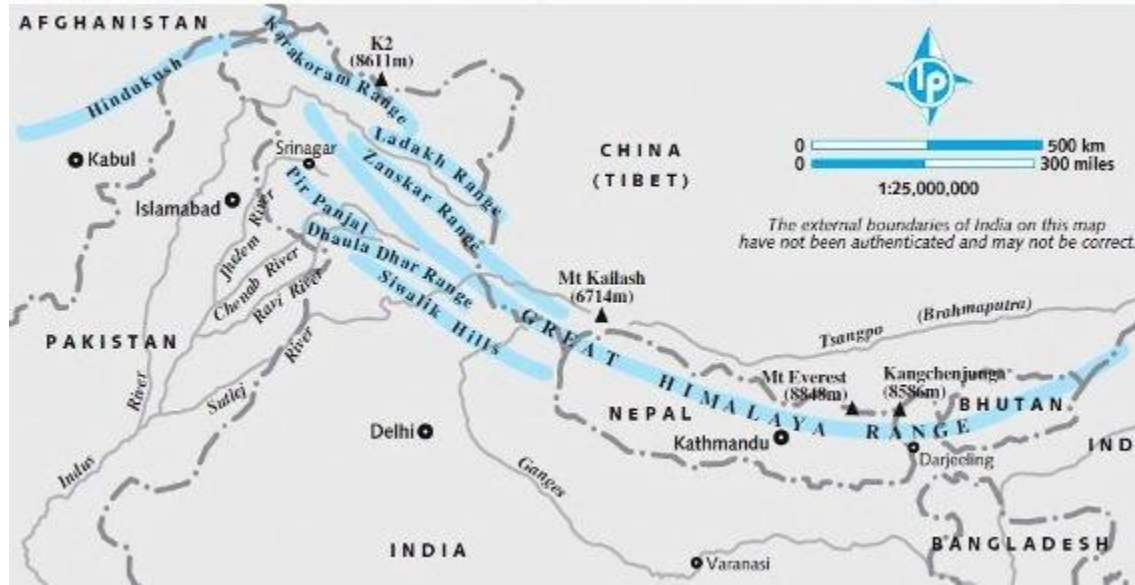 AFGHANISTAN
Hindukush
Karakoram Range
K2
(8611m)
Kabul
Srinagar
Islamabad
Ladakh Range
Zanskar Range
Pir Panjal
Dhaula Dhar Range
Siwalik Hills
Jhelem River
Chenab River
Ravi River
PAKISTAN
Sutlej River
Indus River
CHINA
(TIBET)
lp
0 500 km
0 300 miles
1:25,000,000
The external boundaries of India on this map
have not been authenticated and may not be correct.
Mt Kailash
(6714m)
Tsangpo (Brahmaputra)
GREAT HIMALAYA RANGE
Mt Everest
(8848m)
Kangchenjunga
(8586m)
NEPAL
BHUTAN
Kathmandu
Darjeeling
IND
Delhi
Ganges
INDIA
Varanasi
BANGLADESH